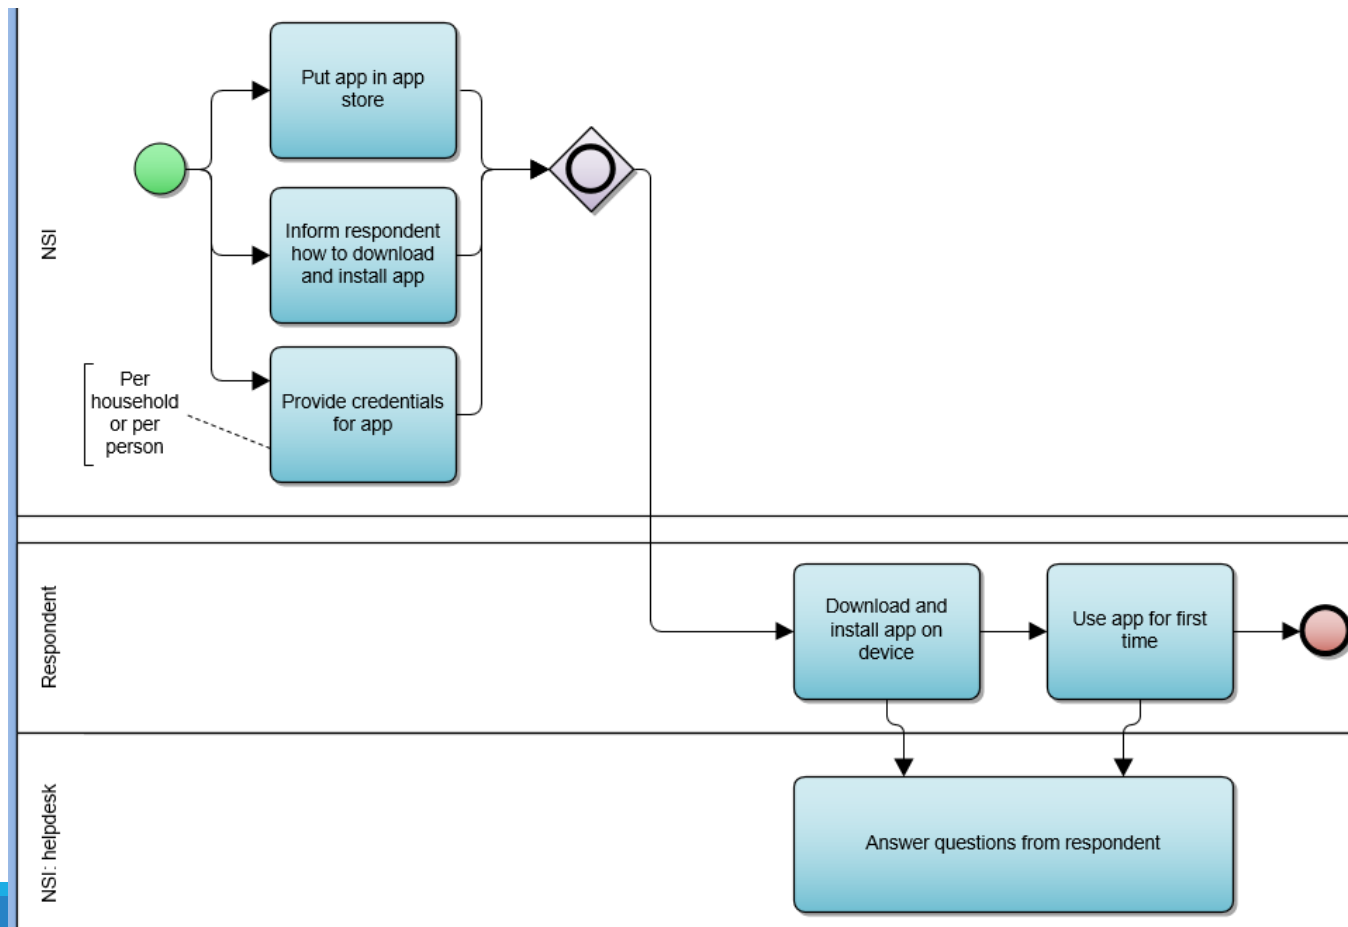 NSI
Put app in app
store
Inform respondent
how to download
and install app
Per
household
or per
person
Provide credentials
for app
Respondent
Download and
install app on
device
Use app for first
time
NSI: helpdesk
Answer questions from respondent